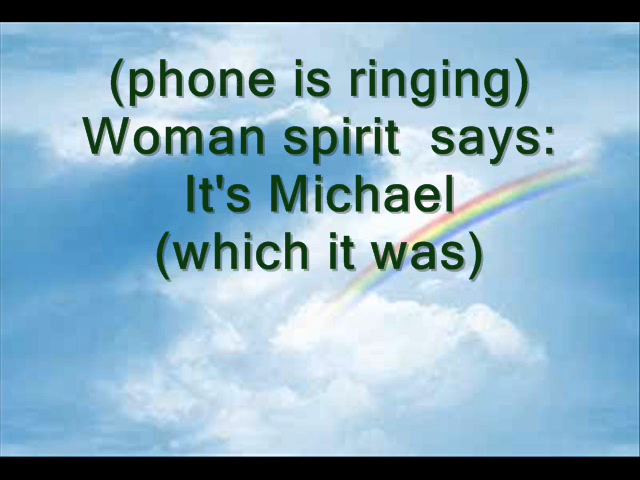 (phone is ringing)
Woman spirit  says:
It's Michael
(which it was)